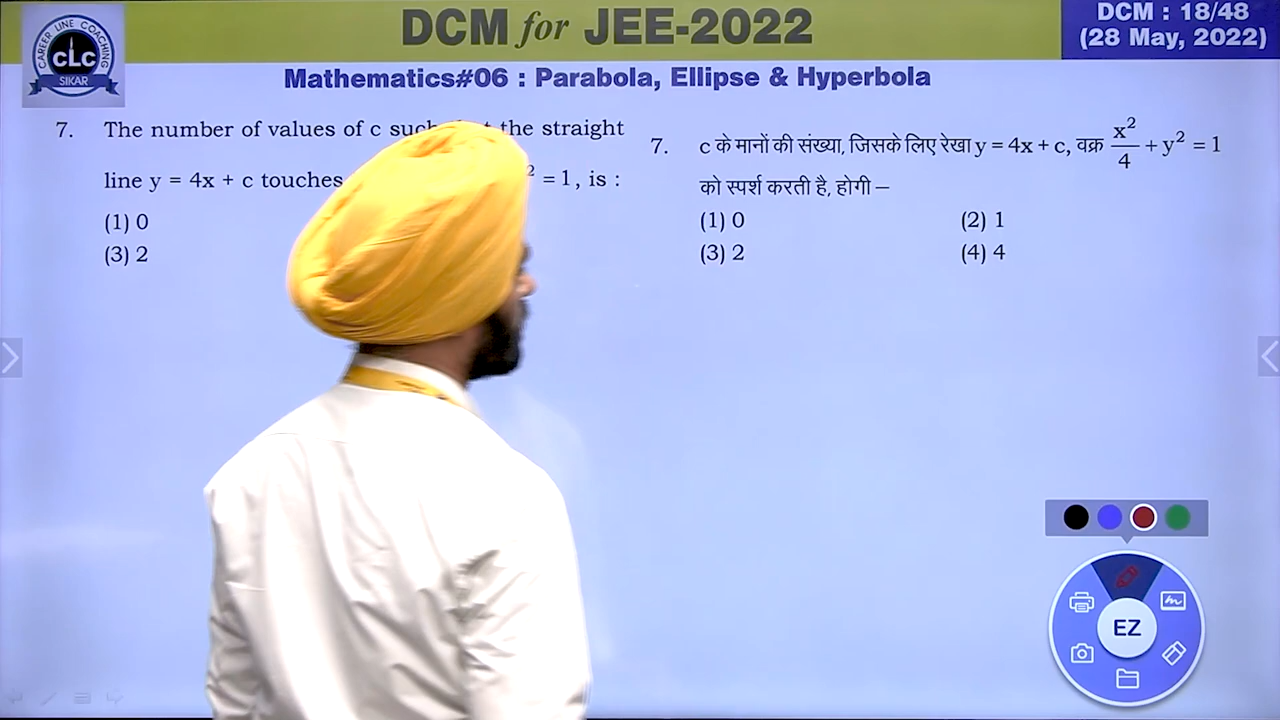 DCM for JEE-2022
DCM : 18/48
(28 May, 2022)
CAREER LINE COACHING
CLC
SIKAR
Mathematics#06 : Parabola, Ellipse & Hyperbola
7. The number of values of c the straight
line y = 4x + c touches = 1, is :
(1) 0
(3) 2
7. c के मानों की संख्या, जिसके लिए रेखा y = 4x + c, वक्र x²/4 + y² = 1
को स्पर्श करती है, होगी –
(1) 0 (2) 1
(3) 2 (4) 4
EZ